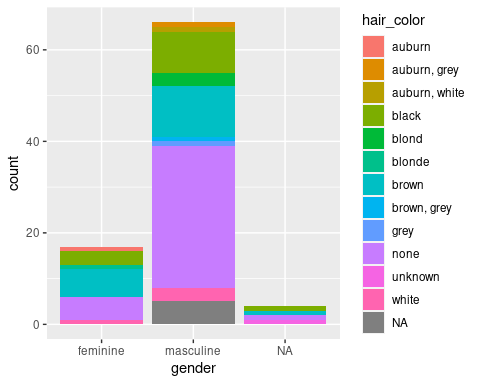 hair_color
auburn
auburn, grey
auburn, white
black
blond
blonde
brown
brown, grey
grey
none
unknown
white
NA
60
40
20
0
count
feminine masculine NA
gender